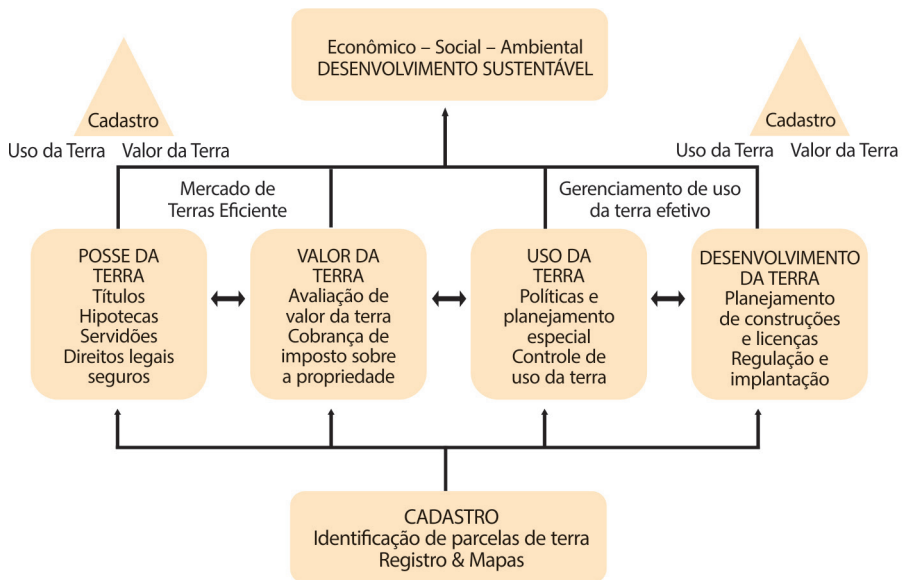 Econômico – Social – Ambiental
DESENVOLVIMENTO SUSTENTÁVEL
Cadastro
Uso da Terra Valor da Terra
Cadastro
Uso da Terra Valor da Terra
Mercado de
Terras Eficiente
Gerenciamento de uso
da terra efetivo
POSSE DA
TERRA
Títulos
Hipotecas
Servidões
Direitos legais
seguros
VALOR DA
TERRA
Avaliação de
valor da terra
Cobrança de
imposto sobre
a propriedade
USO DA
TERRA
Políticas e
planejamento
especial
Controle de
uso da terra
DESENVOLVIMENTO
DA TERRA
Planejamento
de construções
e licenças
Regulação e
implantação
CADASTRO
Identificação de parcelas de terra
Registro & Mapas